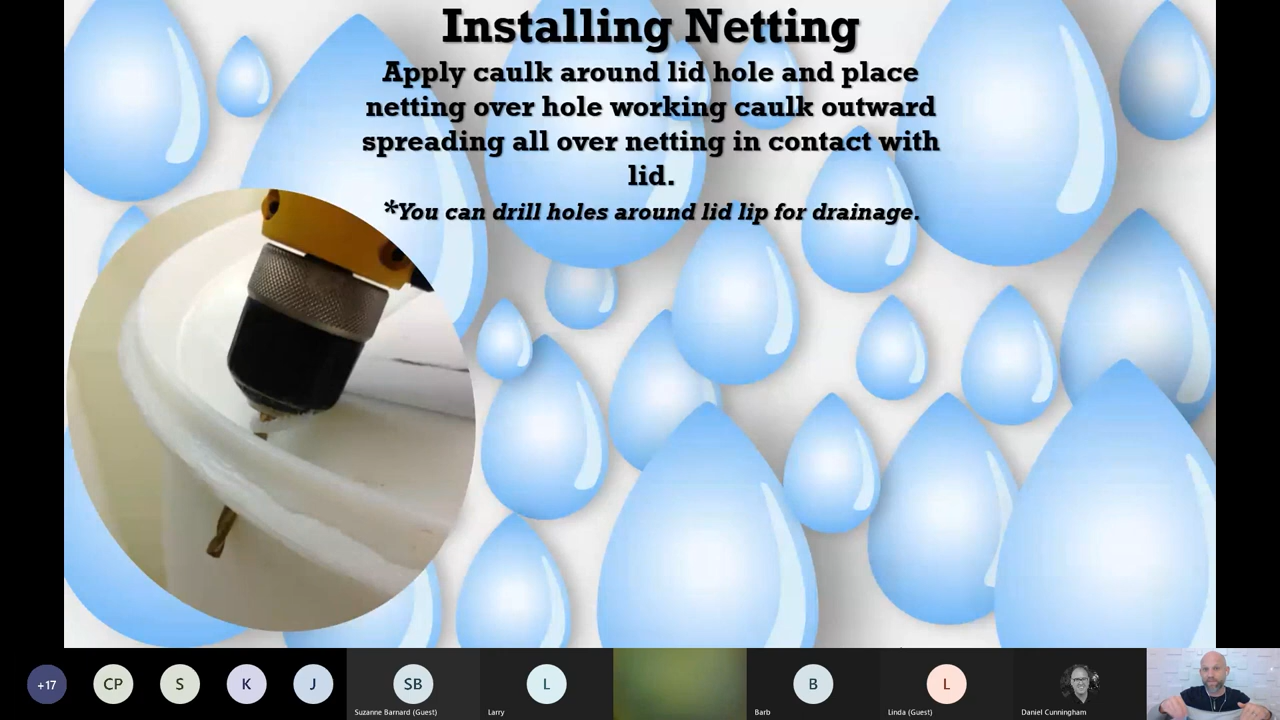 Installing Netting
Apply caulk around lid hole and place
netting over hole working caulk outward
spreading all over netting in contact with
lid.
*You can drill holes around lid lip for drainage.
+17
CP
S
K
J
SB
L
B
L
Suzanne Barnard (Guest)
Larry
Barb
Linda (Guest)
Daniel Cunningham